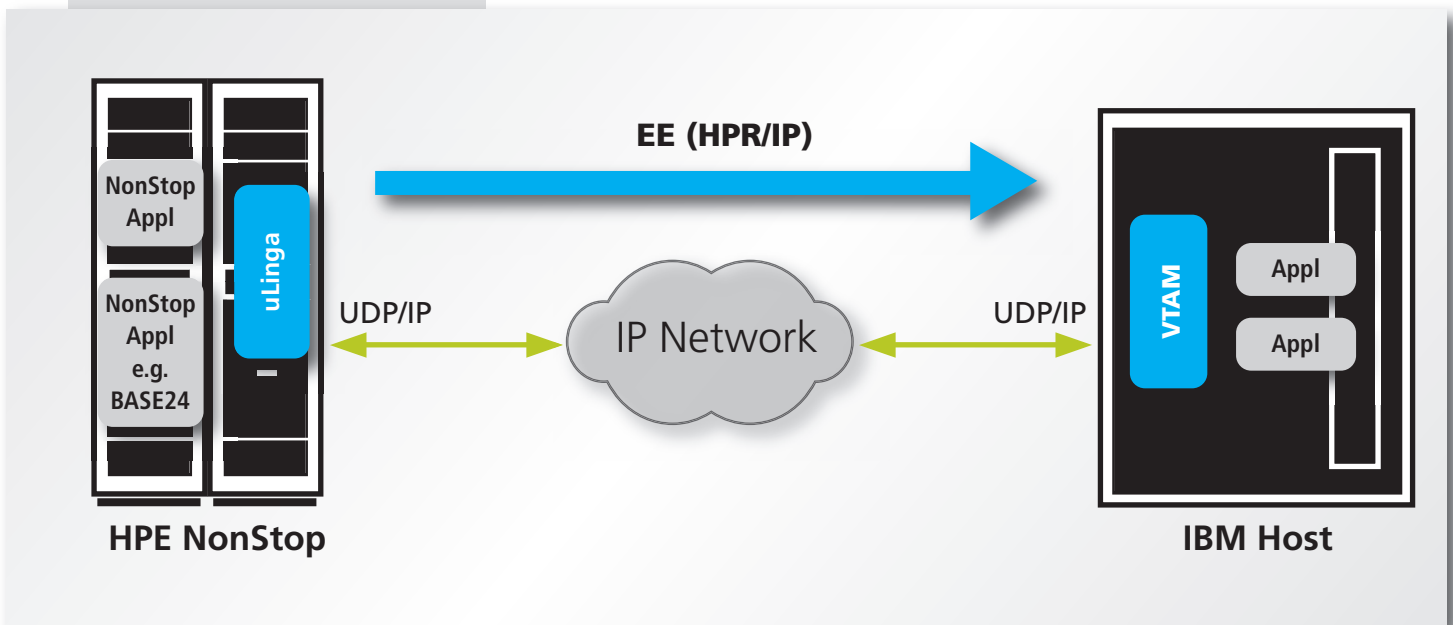 EE (HPR/IP)
NonStop
Appl
NonStop
Appl
e.g.
BASE24
uLinga
UDP/IP
IP Network
UDP/IP
VTAM
Appl
Appl
HPE NonStop
IBM Host